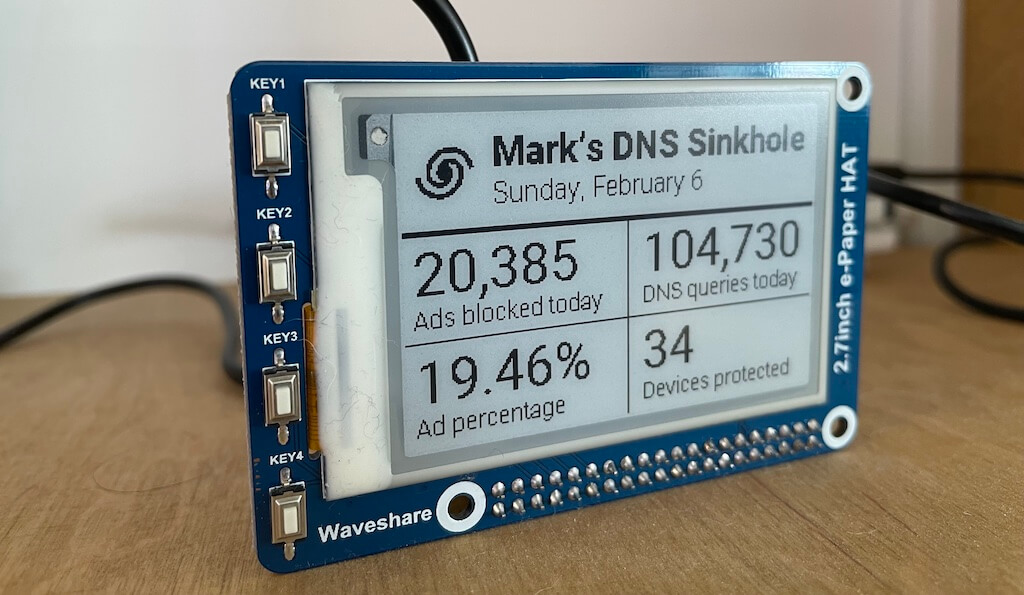 KEY1
KEY2
KEY3
KEY4
Mark's DNS Sinkhole
Sunday, February 6
20,385
Ads blocked today
104,730
DNS queries today
19.46%
Ad percentage
34
Devices protected
Waveshare
2.7inch e-Paper HAT